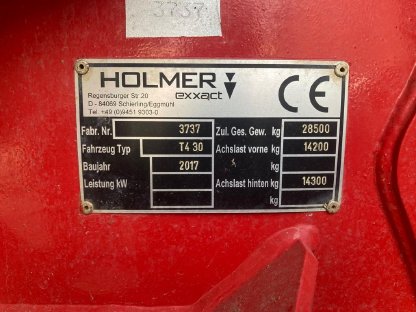 3737
HOLMER
exxact
CE
Regensburger Str.20
D - 84069 Schierling/Eggmühl
Tel. +49 (0)9451 9303-0
Fabr. Nr. 3737 Zul. Ges. Gew. kg 28500
Fahrzeug Typ T4 30 Achslast vorne kg 14200
Baujahr 2017 kg
Leistung kW Achslast hinten kg 14300
kg